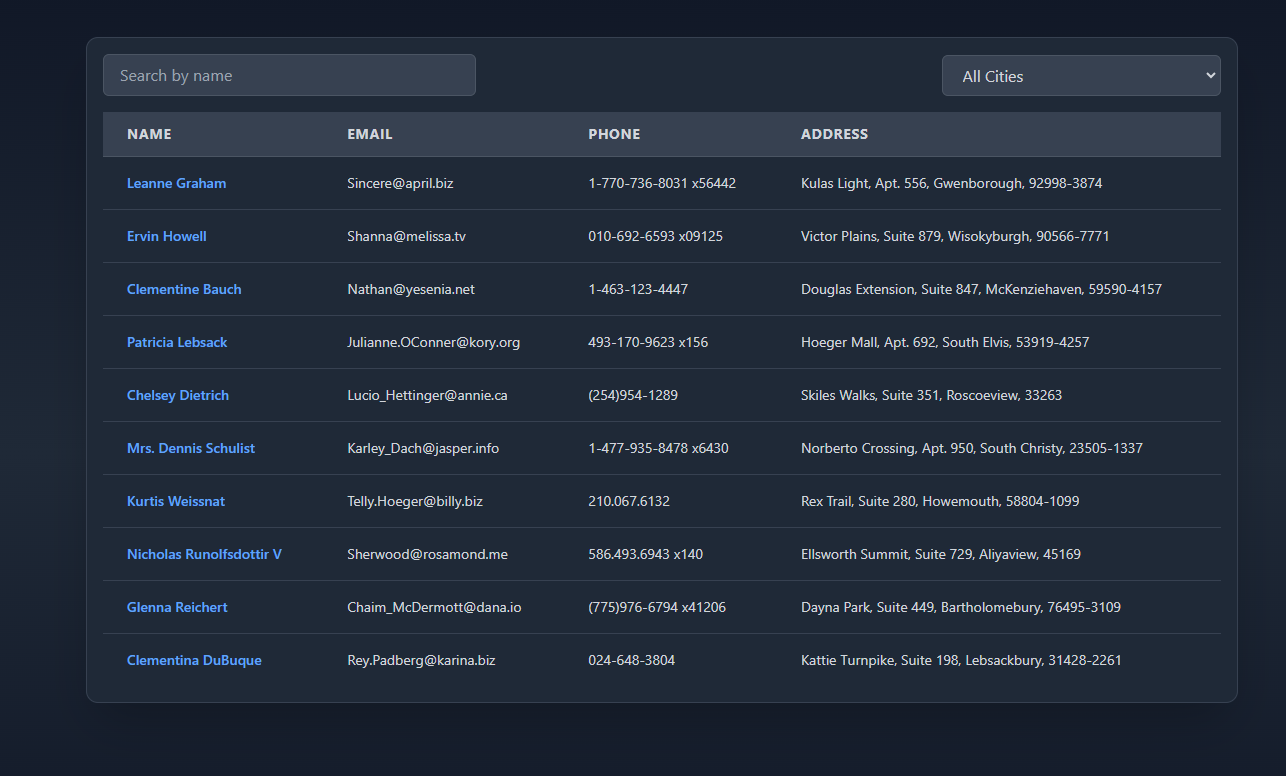 Search by name All Cities
NAME EMAIL PHONE ADDRESS
Leanne Graham Sincere@april.biz 1-770-736-8031 x56442 Kulas Light, Apt. 556, Gwenborough, 92998-3874
Ervin Howell Shanna@melissa.tv 010-692-6593 x09125 Victor Plains, Suite 879, Wisokyburgh, 90566-7771
Clementine Bauch Nathan@yesenia.net 1-463-123-4447 Douglas Extension, Suite 847, McKenziehaven, 59590-4157
Patricia Lebsack Julianne.OConner@kory.org 493-170-9623 x156 Hoeger Mall, Apt. 692, South Elvis, 53919-4257
Chelsey Dietrich Lucio_Hettinger@annie.ca (254)954-1289 Skiles Walks, Suite 351, Roscoeview, 33263
Mrs. Dennis Schulist Karley_Dach@jasper.info 1-477-935-8478 x6430 Norberto Crossing, Apt. 950, South Christy, 23505-1337
Kurtis Weissnat Telly.Hoeger@billy.biz 210.067.6132 Rex Trail, Suite 280, Howemouth, 58804-1099
Nicholas Runolfsdottir V Sherwood@rosamond.me 586.493.6943 x140 Ellsworth Summit, Suite 729, Aliyaview, 45169
Glenna Reichert Chaim_McDermott@dana.io (775)976-6794 x41206 Dayna Park, Suite 449, Bartholomebury, 76495-3109
Clementina DuBuque Rey.Padberg@karina.biz 024-648-3804 Kattie Turnpike, Suite 198, Lebsackbury, 31428-2261